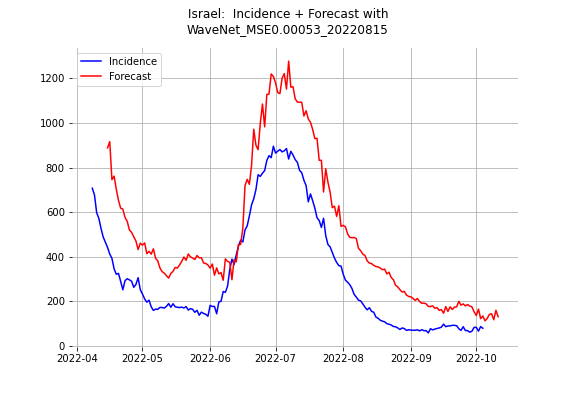 Israel:  Incidence + Forecast with
WaveNet_MSE0.00053_20220815
Incidence
Forecast
1200
1000
800
600
400
200
0
2022-04 2022-05 2022-06 2022-07 2022-08 2022-09 2022-10